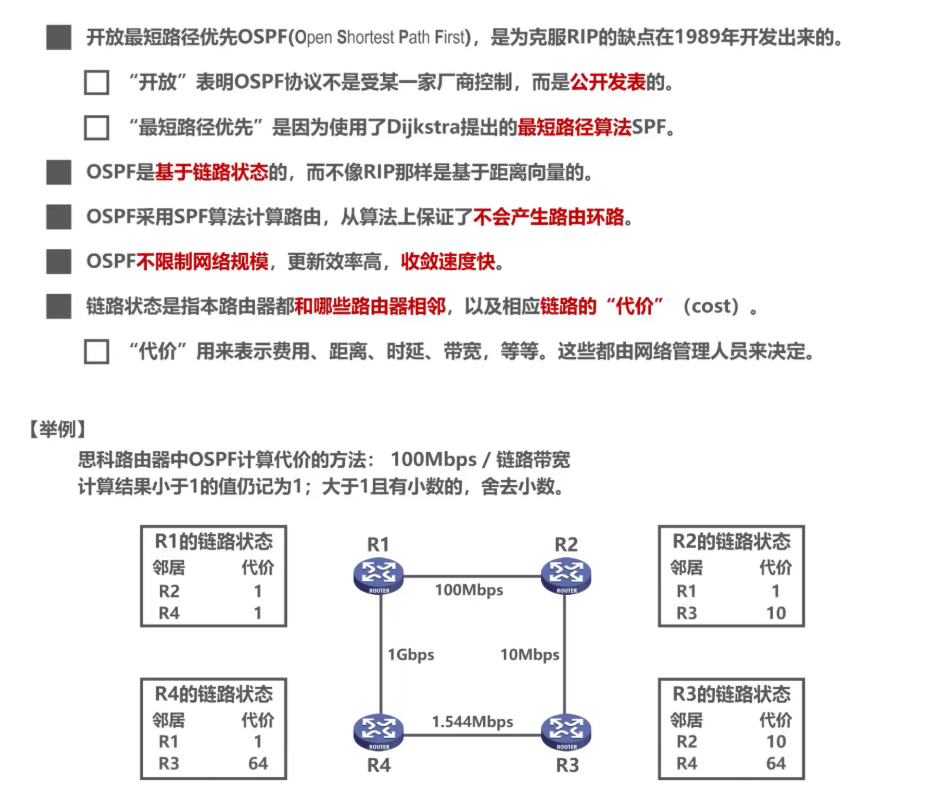 开放最短路径优先OSPF(Open Shortest Path First)，是为克服RIP的缺点在1989年开发出来的。
“开放”表明OSPF协议不是受某一家厂商控制，而是公开发表的。
“最短路径优先”是因为使用了Dijkstra提出的最短路径算法SPF。
OSPF是基于链路状态的，而不像RIP那样是基于距离向量的。
OSPF采用SPF算法计算路由，从算法上保证了不会产生路由环路。
OSPF不限制网络规模，更新效率高，收敛速度快。
链路状态是指本路由器都和哪些路由器相邻，以及相应链路的“代价”（cost）。
“代价”用来表示费用、距离、时延、带宽，等等。这些都由网络管理人员来决定。
【举例】
思科路由器中OSPF计算代价的方法： 100Mbps / 链路带宽
计算结果小于1的值仍记为1；大于1且有小数的，舍去小数。
R1的链路状态
邻居 代价
R2 1
R4 1
R1
R2
ROUTER
ROUTER
100Mbps
R2的链路状态
邻居 代价
R1 1
R3 10
1Gbps
10Mbps
R4的链路状态
邻居 代价
R1 1
R3 64
1.544Mbps
ROUTER
ROUTER
R4
R3
R3的链路状态
邻居 代价
R2 10
R4 64